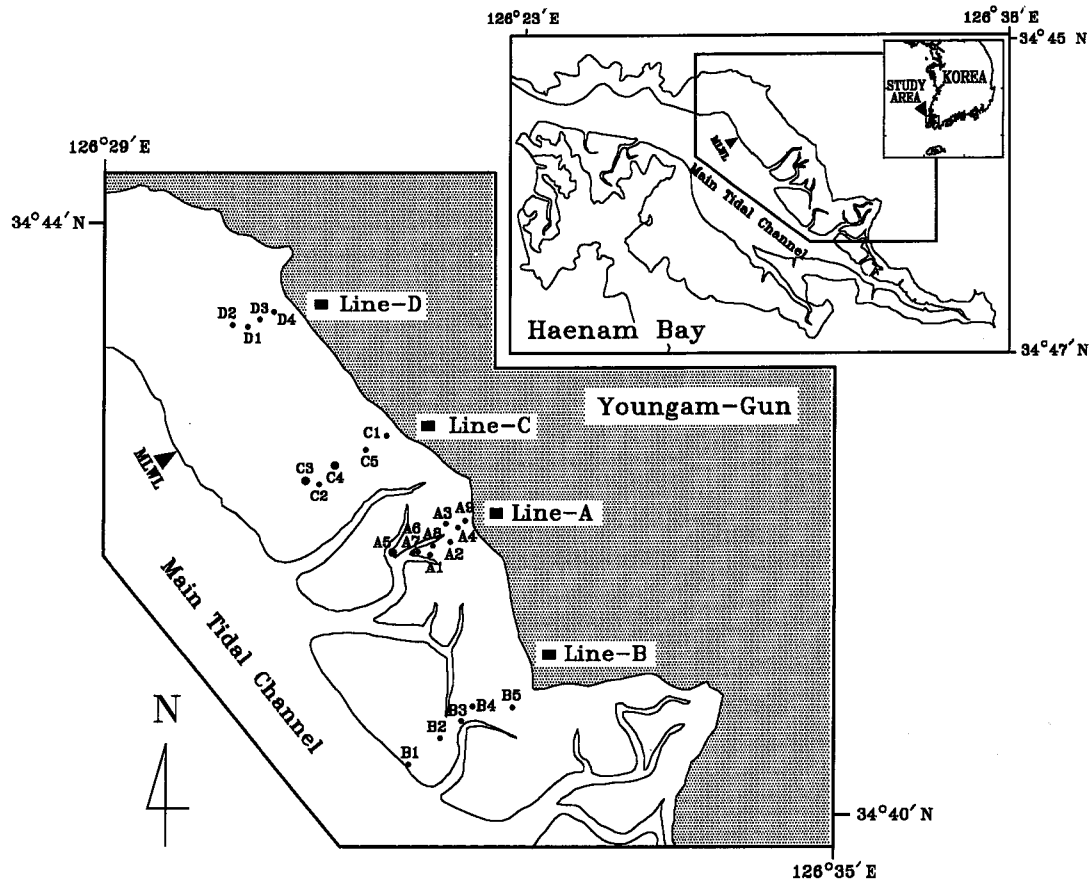 126°23′E
126°35′E
34°45 N
KOREA
STUDY
AREA
MLWL
Main Tidal Channel
Haenam Bay
34°47′N
126°29′E
34°44′N
Line-D
D2 D3 D4
D1
Youngam-Gun
Line-C
C1
C5
C3
C4
C2
MLWL
Line-A
A3 A9
A6
A5 A7 A8 A4
A2
A1
Main Tidal Channel
Line-B
B5
B4
B3
B2
B1
N
34°40′N
126°35′E